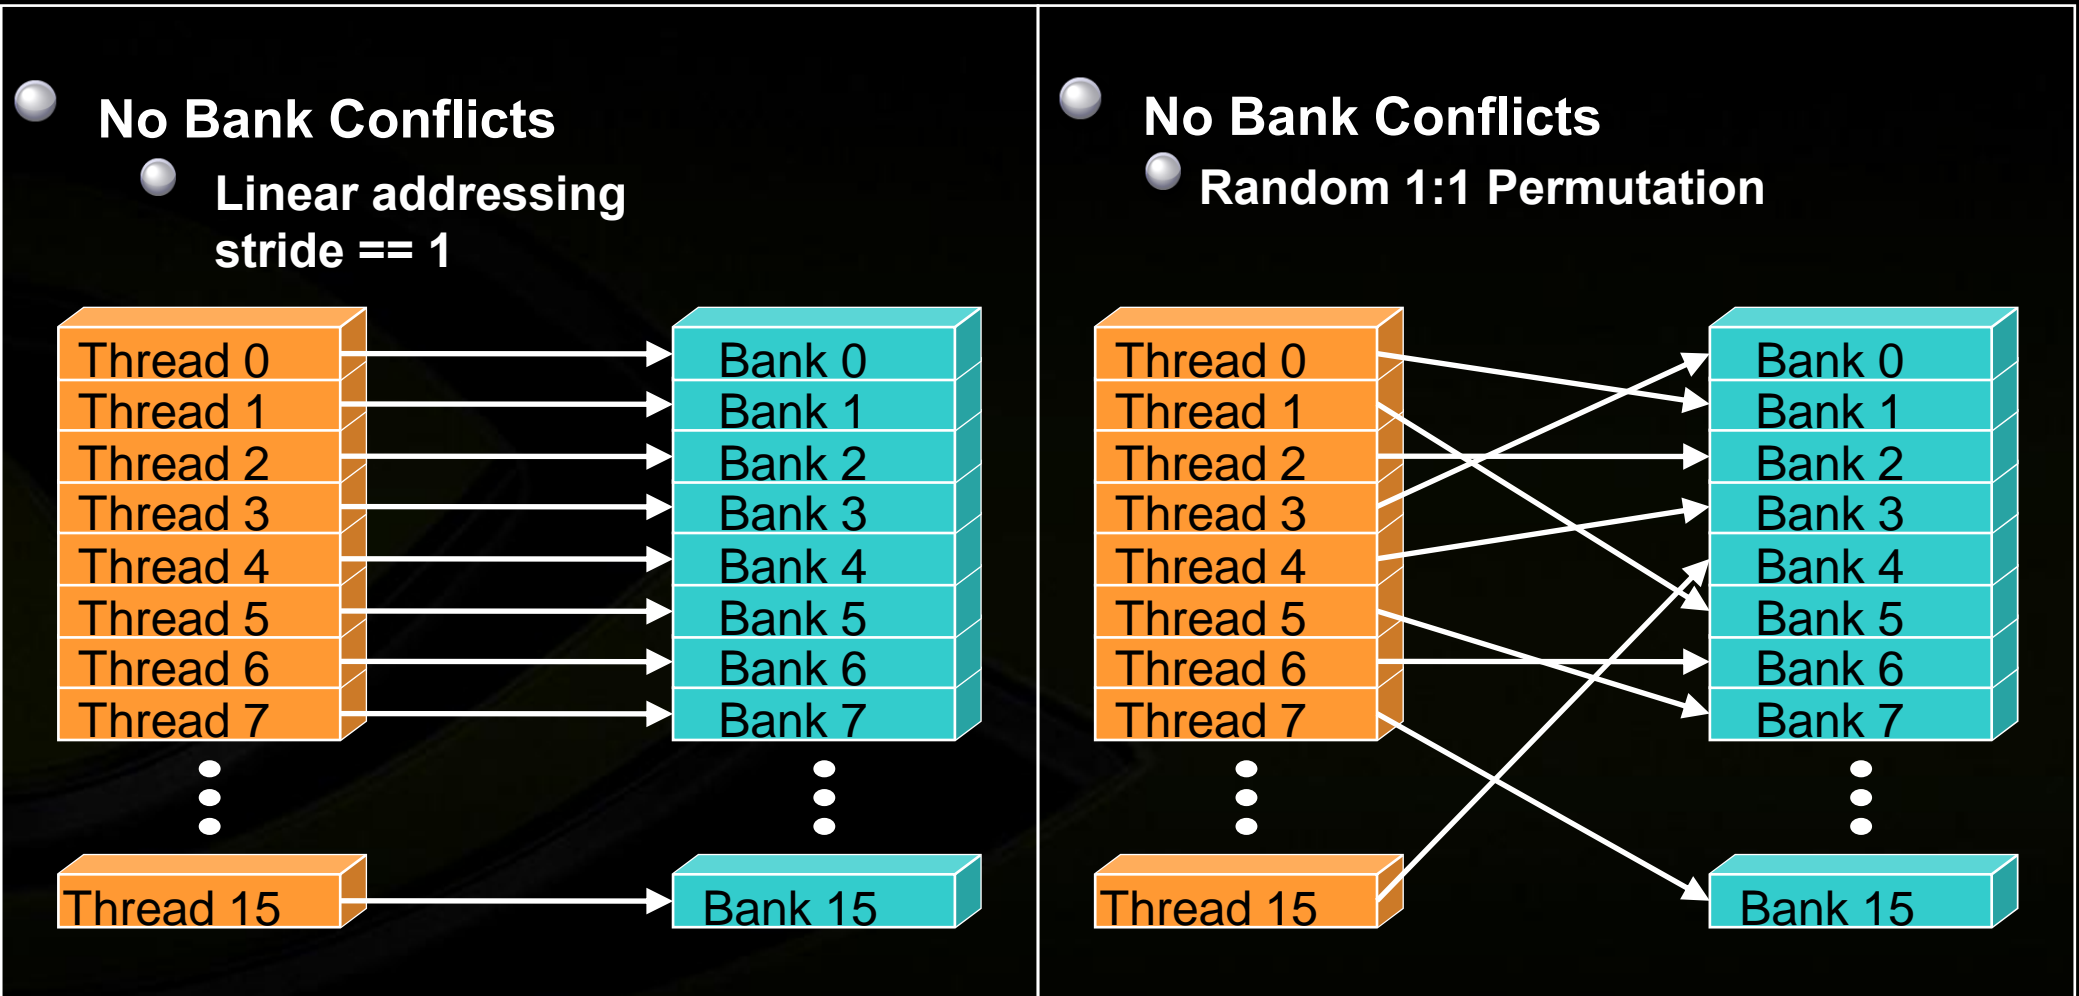 No Bank Conflicts
Linear addressing
stride == 1
Thread 0
Thread 1
Thread 2
Thread 3
Thread 4
Thread 5
Thread 6
Thread 7
Thread 15
Bank 0
Bank 1
Bank 2
Bank 3
Bank 4
Bank 5
Bank 6
Bank 7
Bank 15
No Bank Conflicts
Random 1:1 Permutation
Thread 0
Thread 1
Thread 2
Thread 3
Thread 4
Thread 5
Thread 6
Thread 7
Thread 15
Bank 0
Bank 1
Bank 2
Bank 3
Bank 4
Bank 5
Bank 6
Bank 7
Bank 15